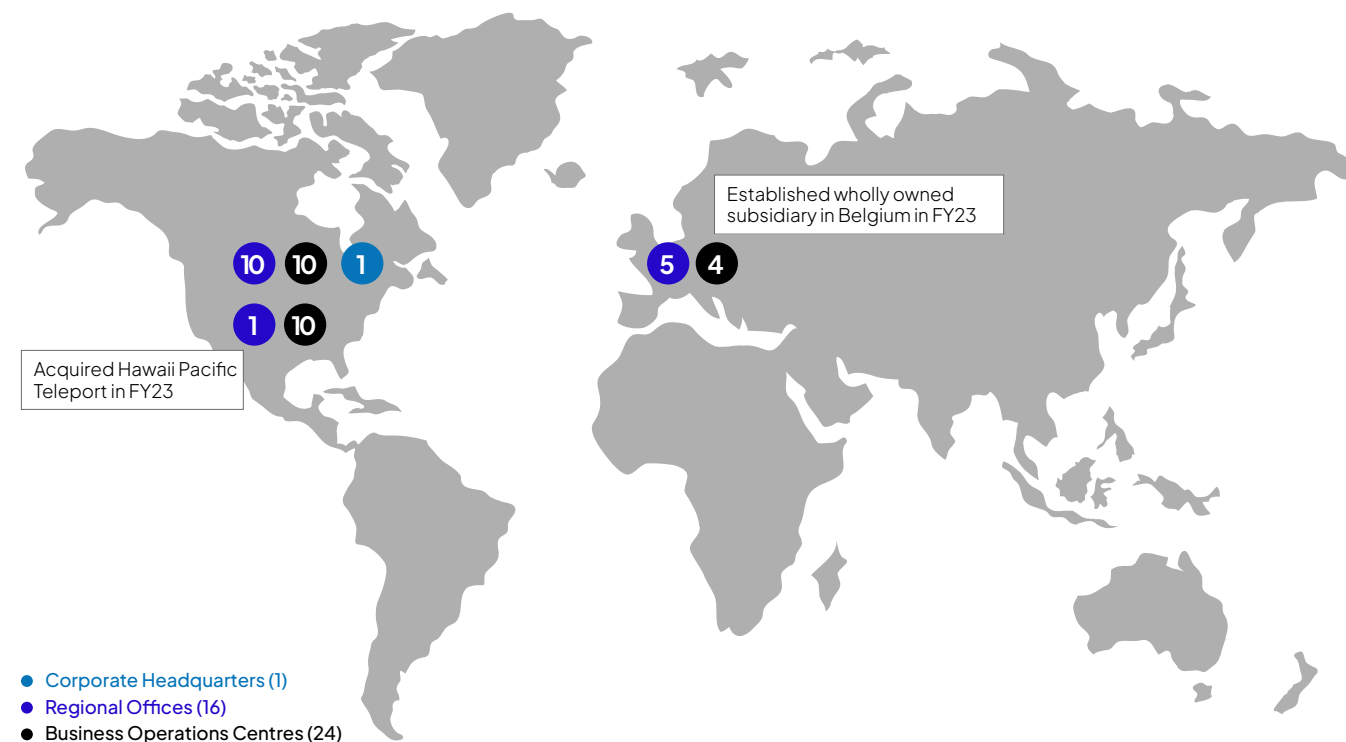 Established wholly owned
subsidiary in Belgium in FY23
10 10 1 5 4
1 10
Acquired Hawaii Pacific
Teleport in FY23
Corporate Headquarters (1)
Regional Offices (16)
Business Operations Centres (24)